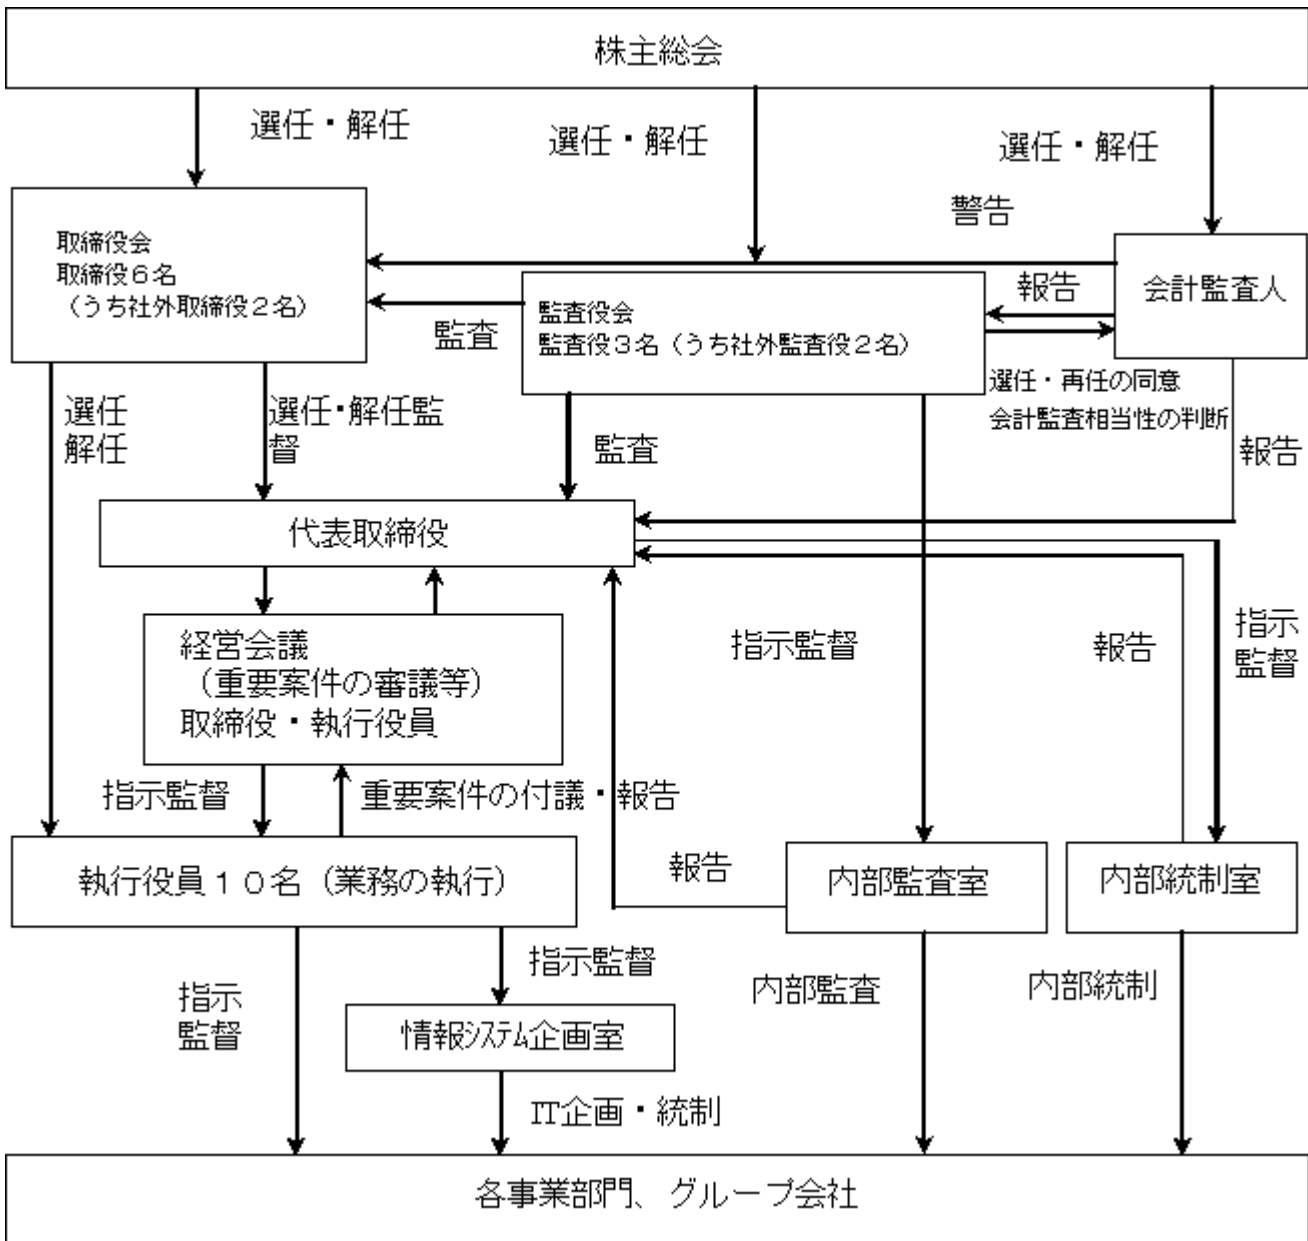 株主総会
選任・解任
選任・解任
選任・解任
警告
取締役会
取締役6名
（うち社外取締役2名）
監査役会
監査役3名（うち社外監査役2名）
会計監査人
報告
監査
選任・再任の同意
会計監査相当性の判断
選任
解任
選任・解任監
督
監査
報告
代表取締役
経営会議
（重要案件の審議等）
取締役・執行役員
指示監督
報告
指示
監督
指示監督
重要案件の付議・報告
執行役員10名（業務の執行）
報告
内部監査室
内部統制室
指示
監督
指示監督
内部監査
内部統制
情報システム企画室
IT企画・統制
各事業部門、グループ会社